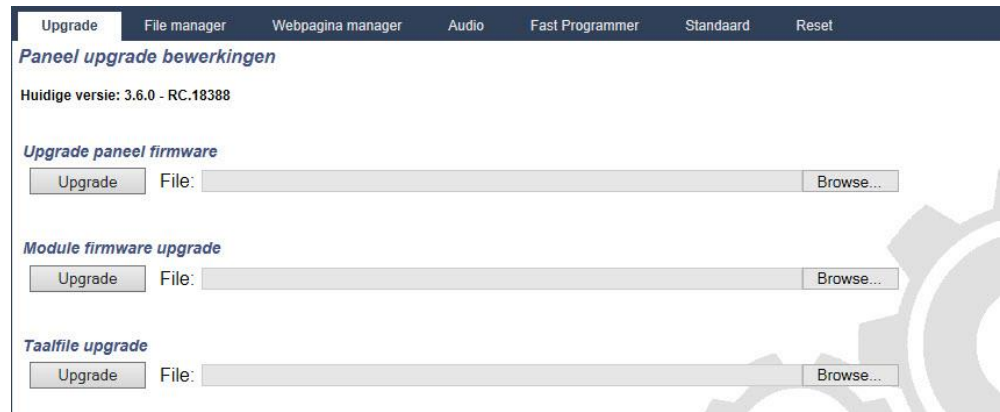 Upgrade File manager Webpagina manager Audio Fast Programmer Standaard Reset
Paneel upgrade bewerkingen
Huidige versie: 3.6.0 - RC.18388
Upgrade paneel firmware
Upgrade File: Browse...
Module firmware upgrade
Upgrade File: Browse...
Taalfile upgrade
Upgrade File: Browse...